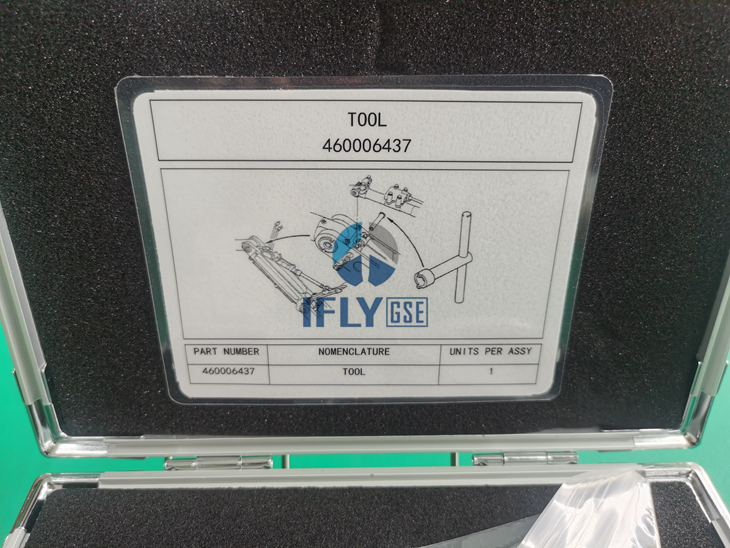 TOOL
460006437
IFLY GSE
PART NUMBER NOMENCLATURE UNITS PER ASSY
460006437 TOOL 1